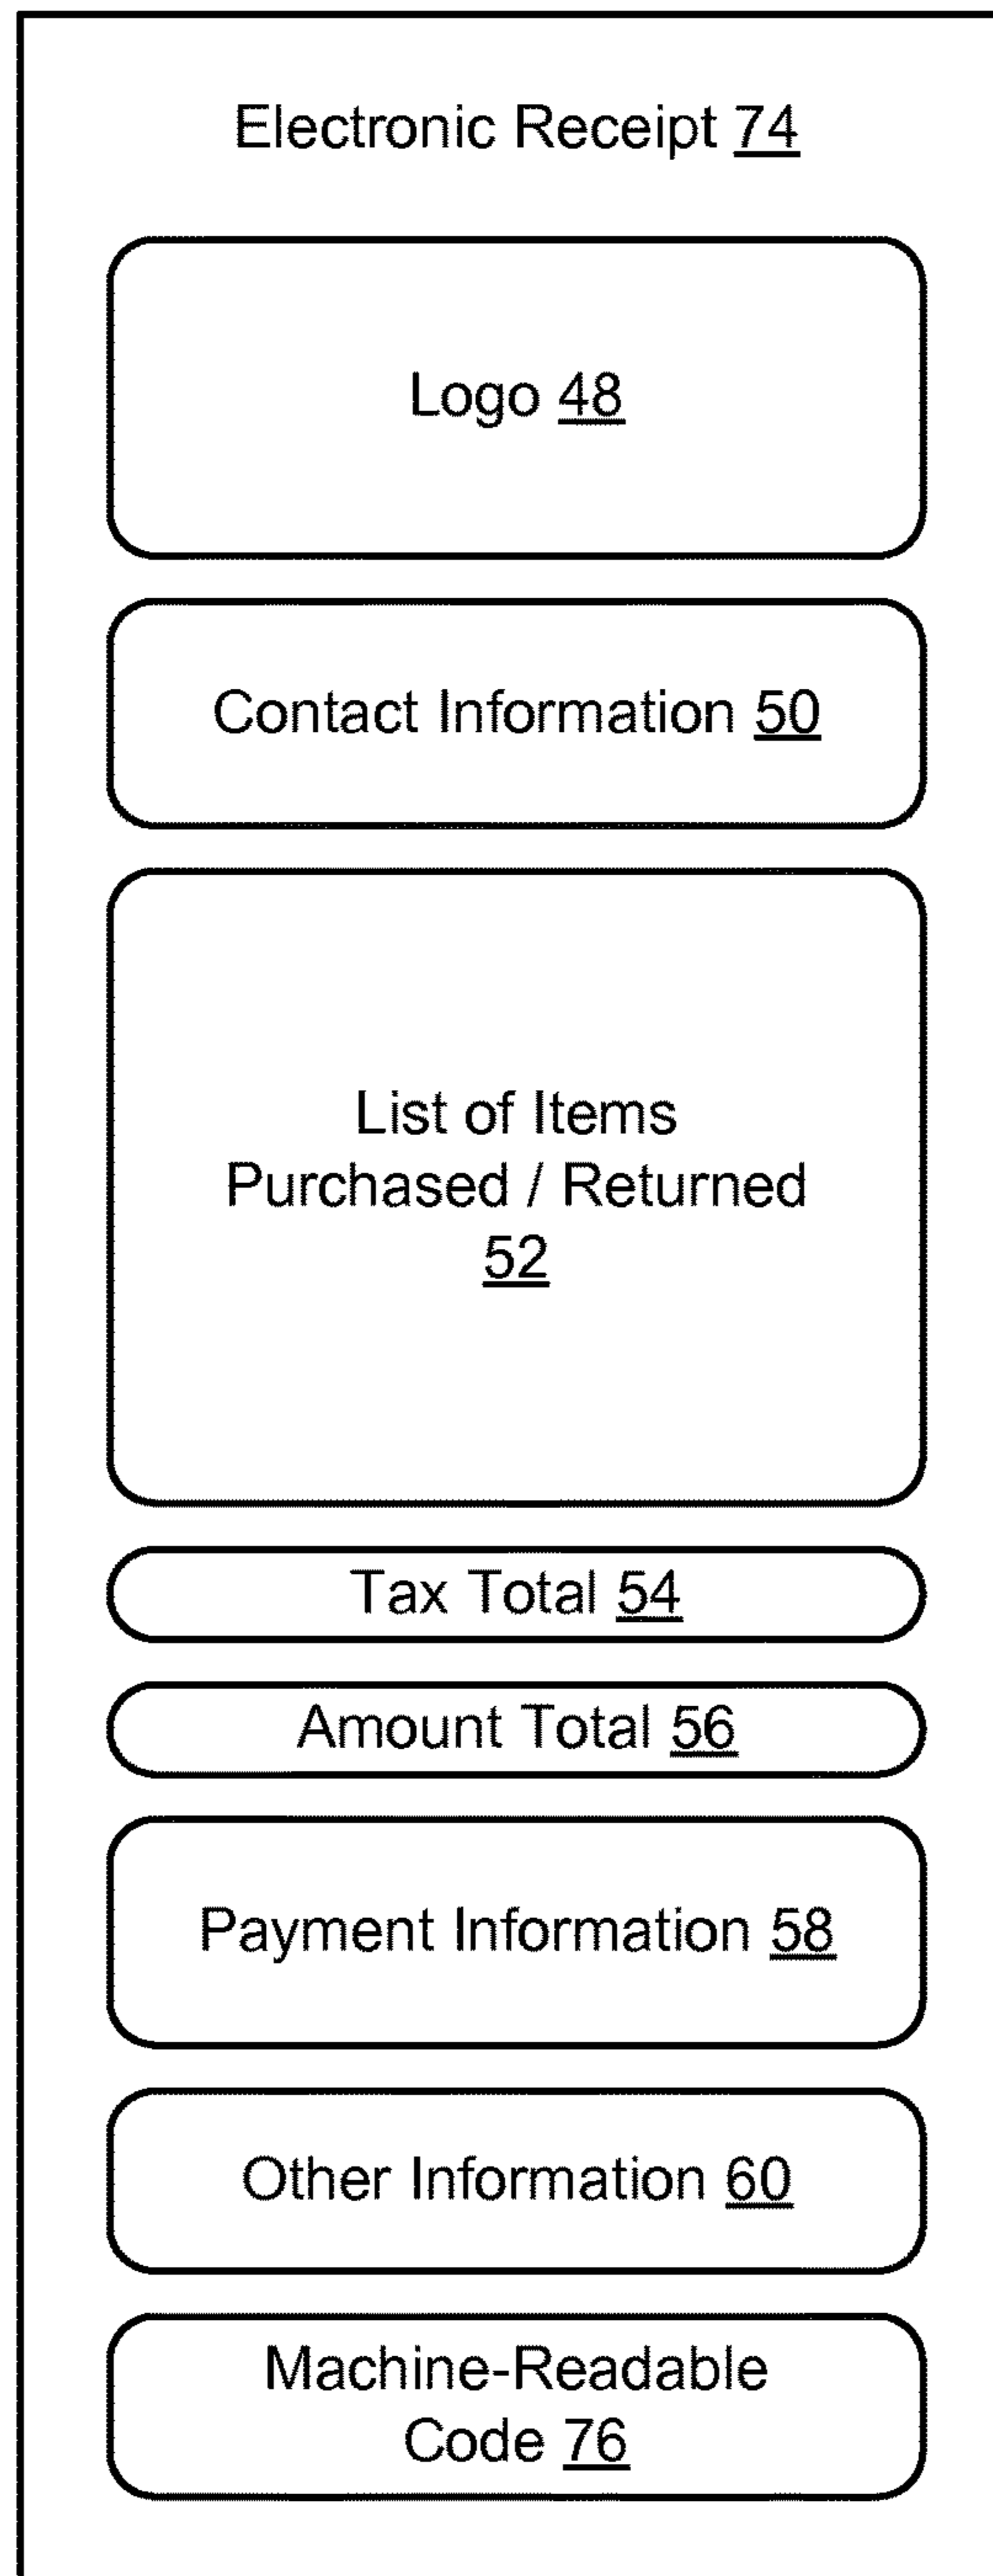 Electronic Receipt 74
Logo 48
Contact Information 50
List of Items
Purchased / Returned
52
Tax Total 54
Amount Total 56
Payment Information 58
Other Information 60
Machine-Readable
Code 76